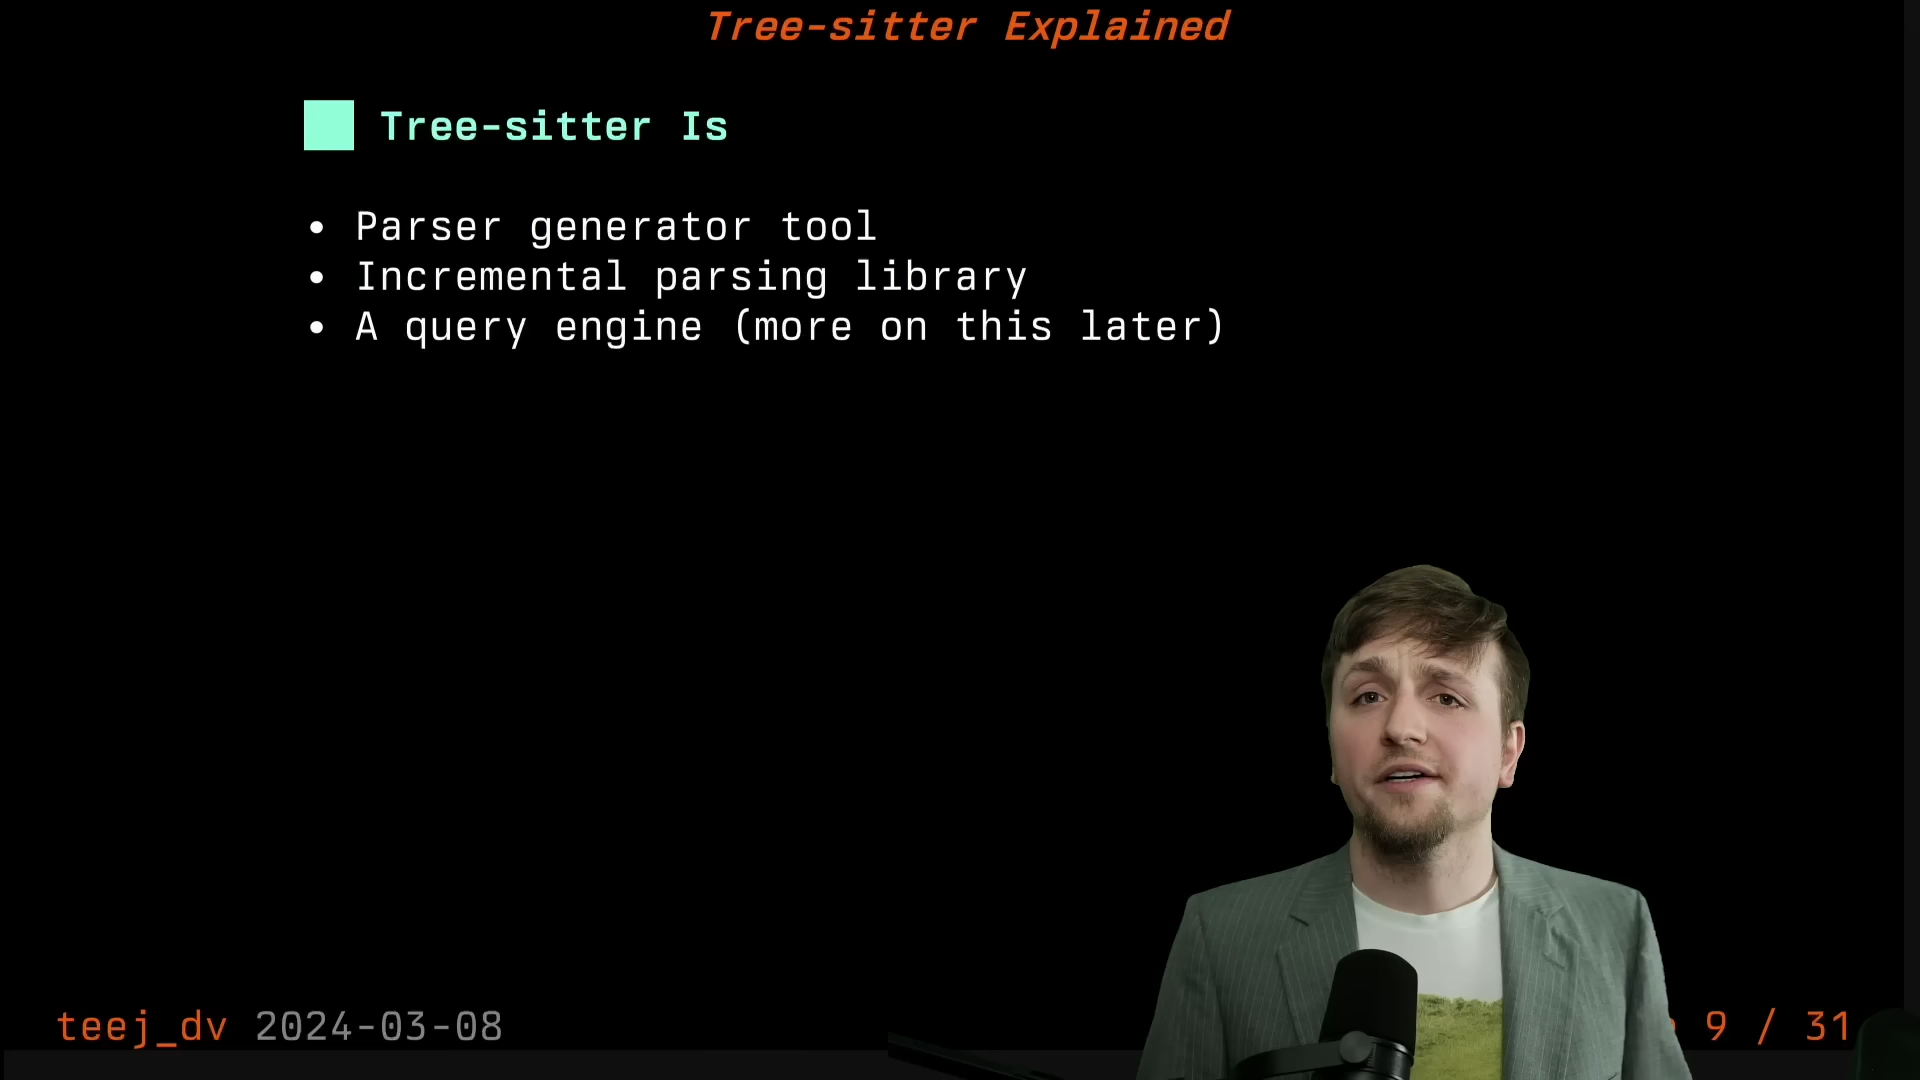 Tree-sitter Explained
Tree-sitter Is
• Parser generator tool
• Incremental parsing library
• A query engine (more on this later)
teej_dv 2024-03-08
9 / 31